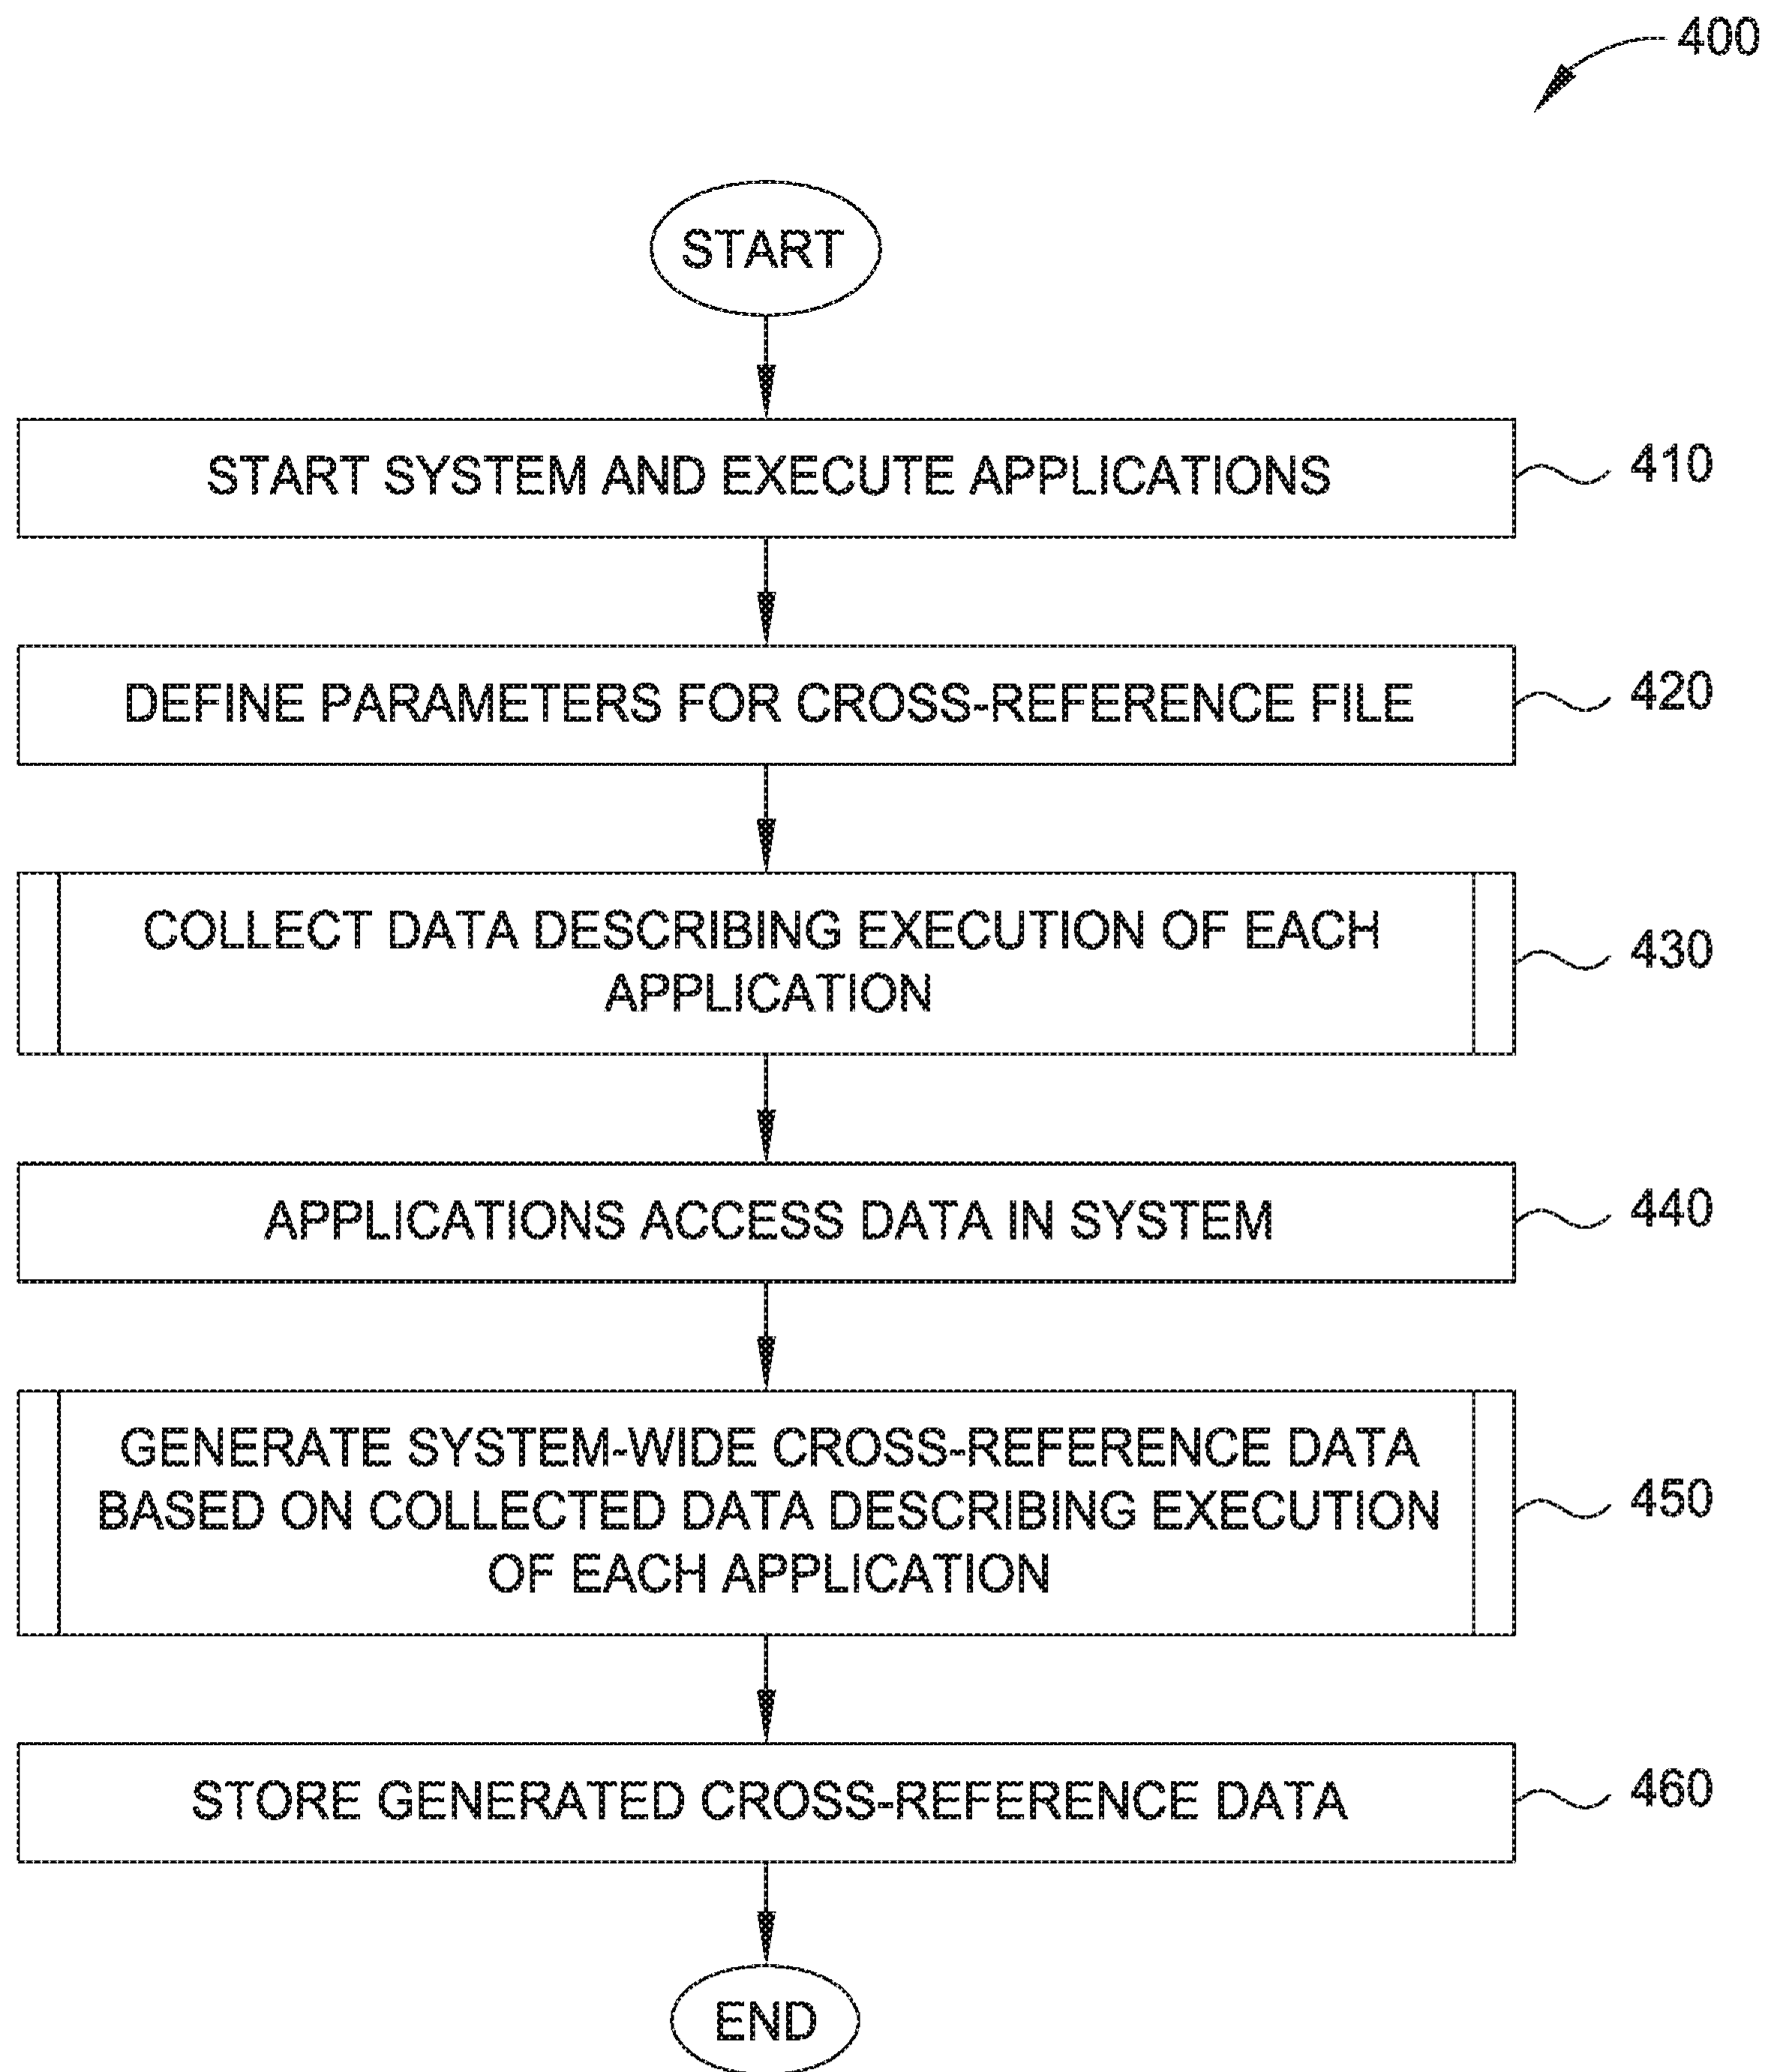 400
START
START SYSTEM AND EXECUTE APPLICATIONS
410
DEFINE PARAMETERS FOR CROSS-REFERENCE FILE
420
COLLECT DATA DESCRIBING EXECUTION OF EACH
APPLICATION
430
APPLICATIONS ACCESS DATA IN SYSTEM
440
GENERATE SYSTEM-WIDE CROSS-REFERENCE DATA
BASED ON COLLECTED DATA DESCRIBING EXECUTION
OF EACH APPLICATION
450
STORE GENERATED CROSS-REFERENCE DATA
460
END